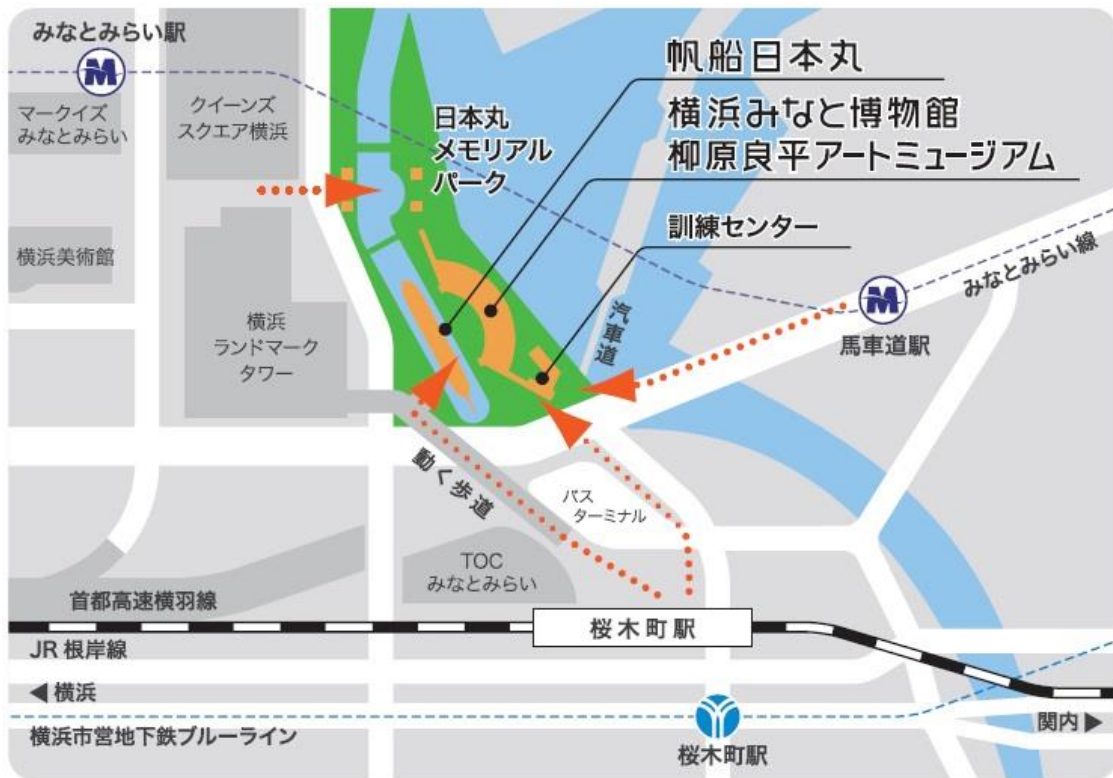 みなとみらい駅
M
マークイズ
みなとみらい
クイーンズ
スクエア横浜
日本丸
メモリアル
パーク
帆船日本丸
横浜みなと博物館
柳原良平アートミュージアム
訓練センター
横浜美術館
横浜
ランドマーク
タワー
汽車道
みなとみらい線
M
馬車道駅
動く歩道
バス
ターミナル
TOC
みなとみらい
首都高速横羽線
桜木町駅
JR根岸線
◀横浜
横浜市営地下鉄ブルーライン
関内▶
桜木町駅